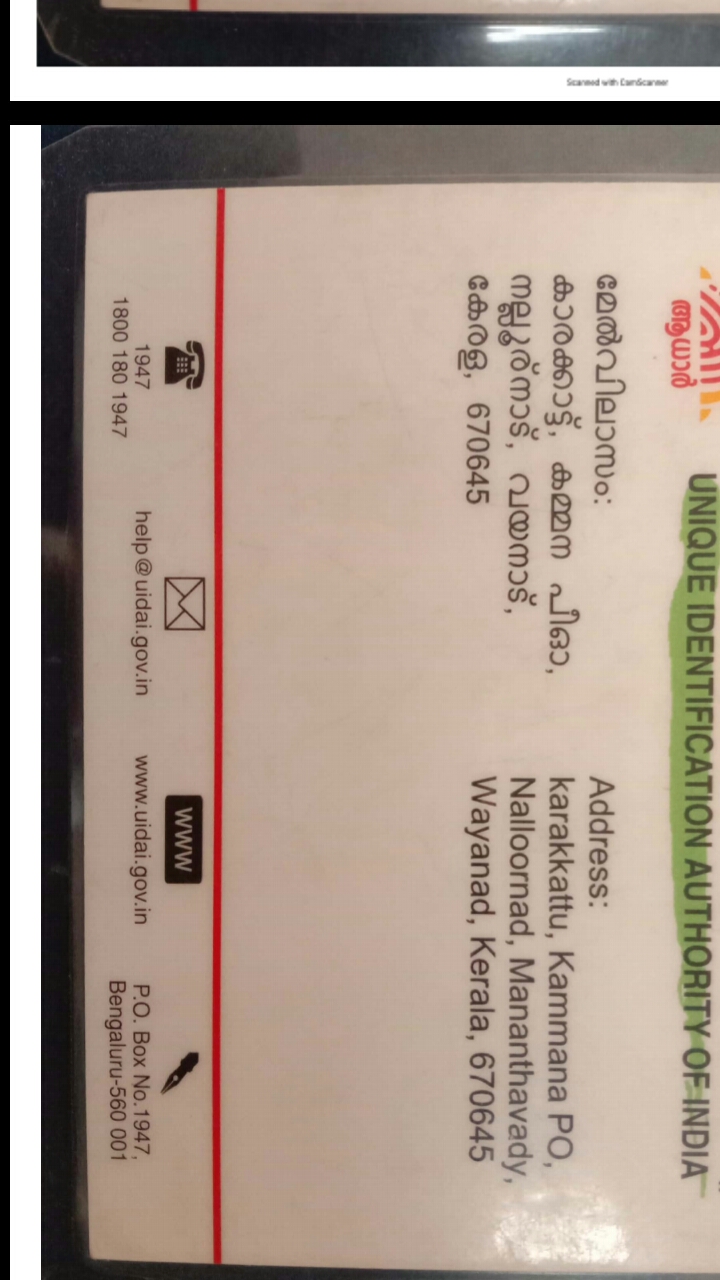 Scanned with CamScanner
ആധാർ
UNIQUE IDENTIFICATION AUTHORITY OF INDIA
മേൽവിലാസം:
കാരക്കാട്ട്, കമ്മന പീഓ,
നല്ലൂർനാട്, വയനാട്,
കേരള, 670645
Address:
karakkattu, Kammana PO,
Nalloornad, Mananthavady,
Wayanad, Kerala, 670645
1947
1800 180 1947
help@uidai.gov.in
www
www.uidai.gov.in
P.O. Box No.1947,
Bengaluru-560 001